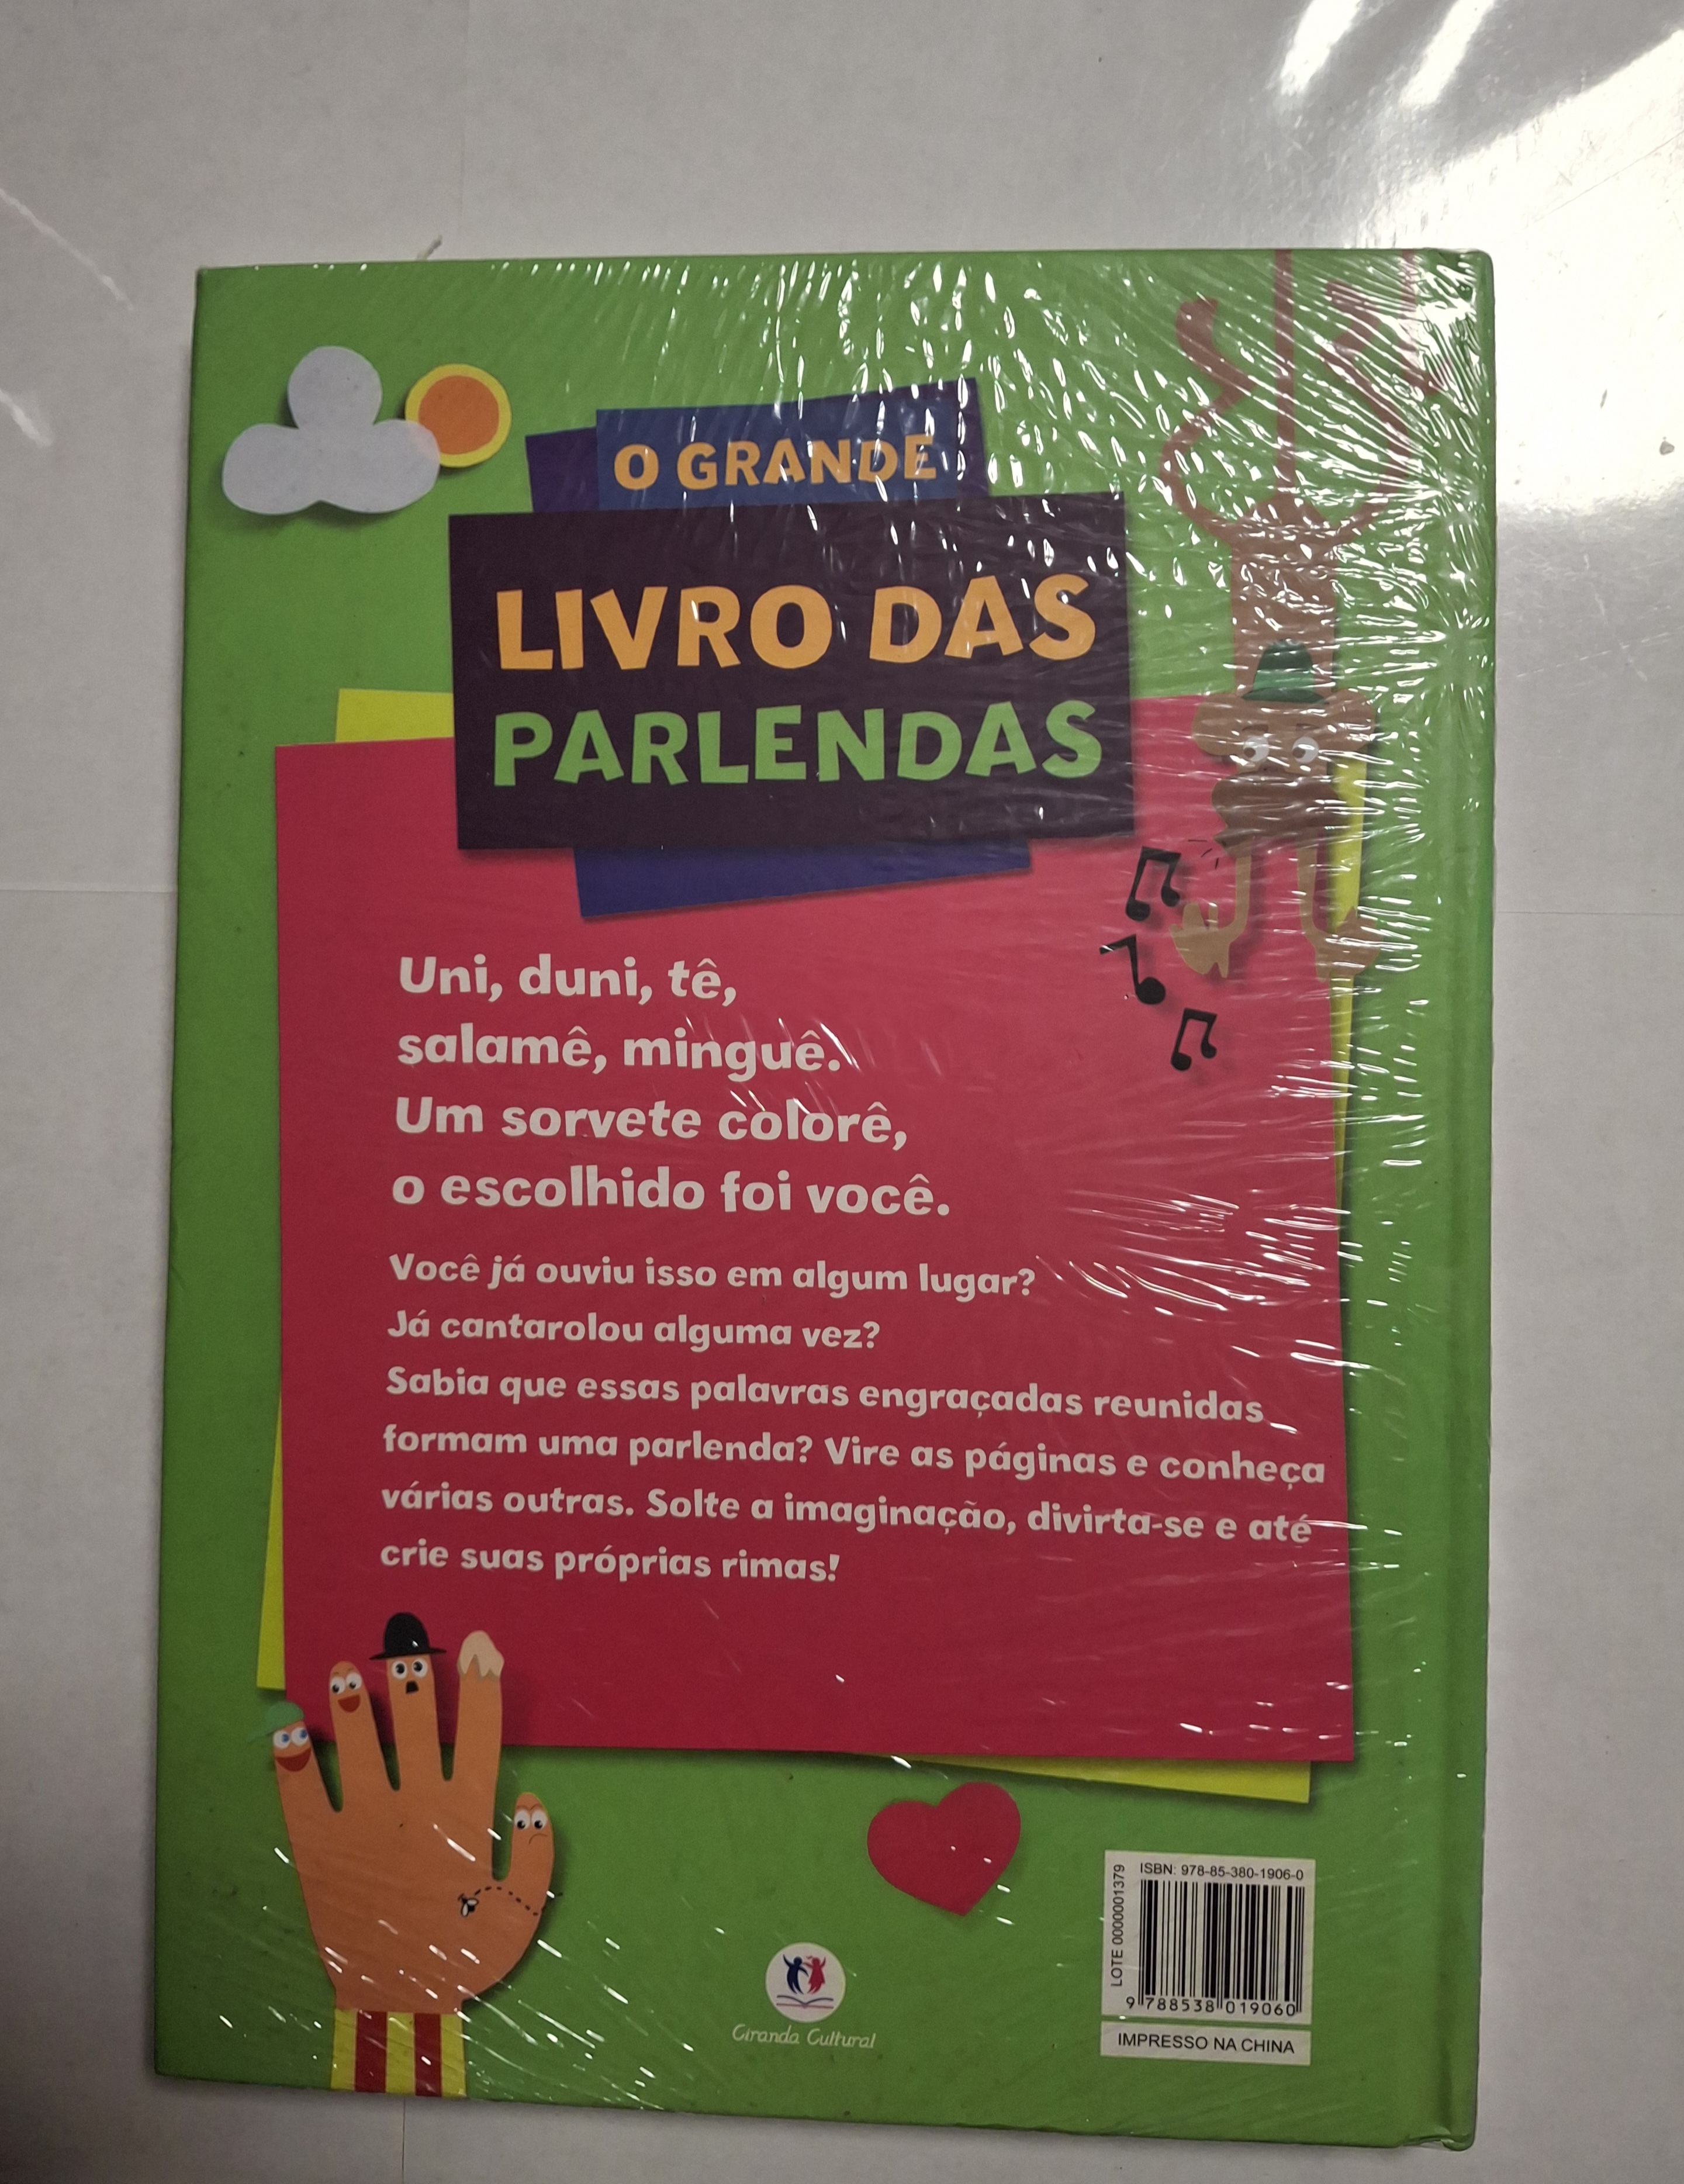 O GRANDE
LIVRO DAS
PARLENDAS
Uni, duni, tê,
salamê, minguê.
Um sorvete colorê,
o escolhido foi você.
Você já ouviu isso em algum lugar?
Já cantarolou alguma vez?
Sabia que essas palavras engraçadas reunidas
formam uma parlenda? Vire as páginas e conheça
várias outras. Solte a imaginação, divirta-se e até
crie suas próprias rimas!
Ciranda Cultural
LOTE 0000001379
ISBN: 978-85-380-1906-0
9 788538 019060
IMPRESSO NA CHINA